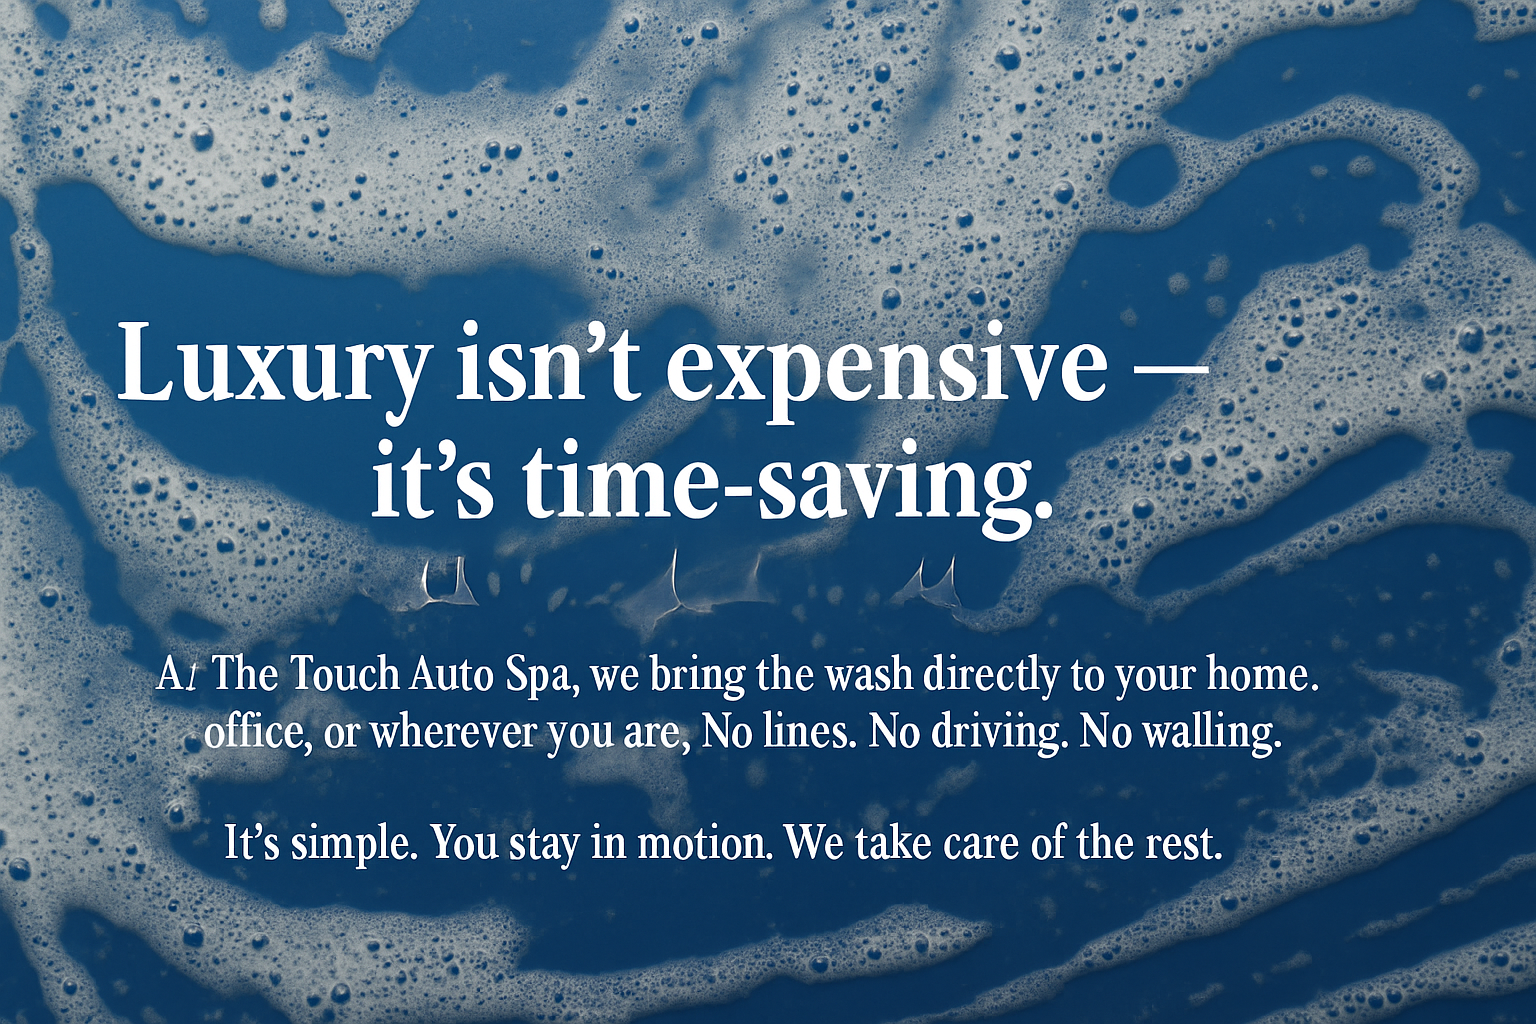 Luxury isn’t expensive —
it’s time-saving.
At The Touch Auto Spa, we bring the wash directly to your home.
office, or wherever you are, No lines. No driving. No walling.
It’s simple. You stay in motion. We take care of the rest.